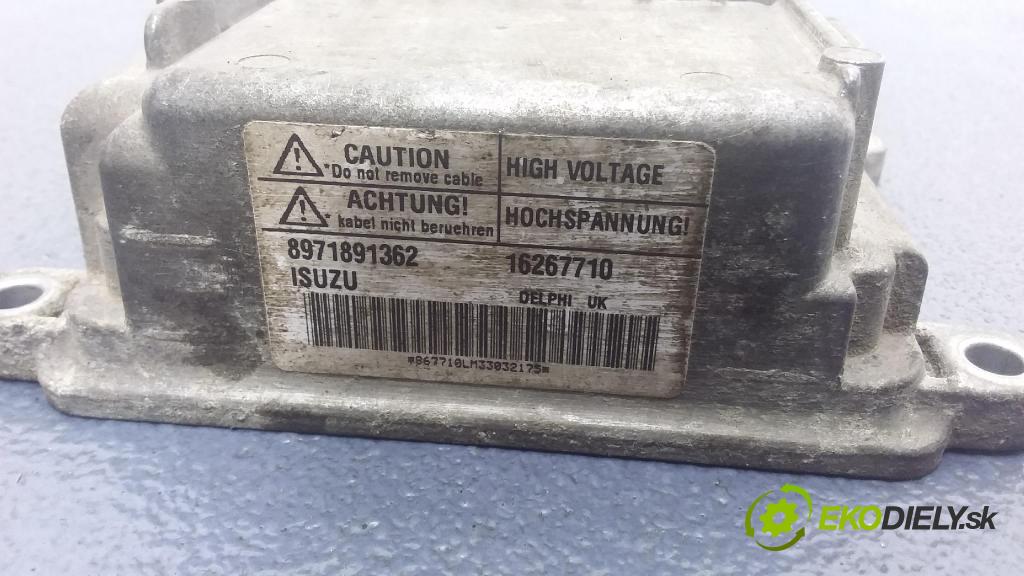 CAUTION
*Do not remove cable
HIGH VOLTAGE
ACHTUNG!
* kabel nicht beruehren
HOCHSPANNUNG!
8971891362
16267710
ISUZU
DELPHI UK
*867710LM33032175*
EKODIELY.sk